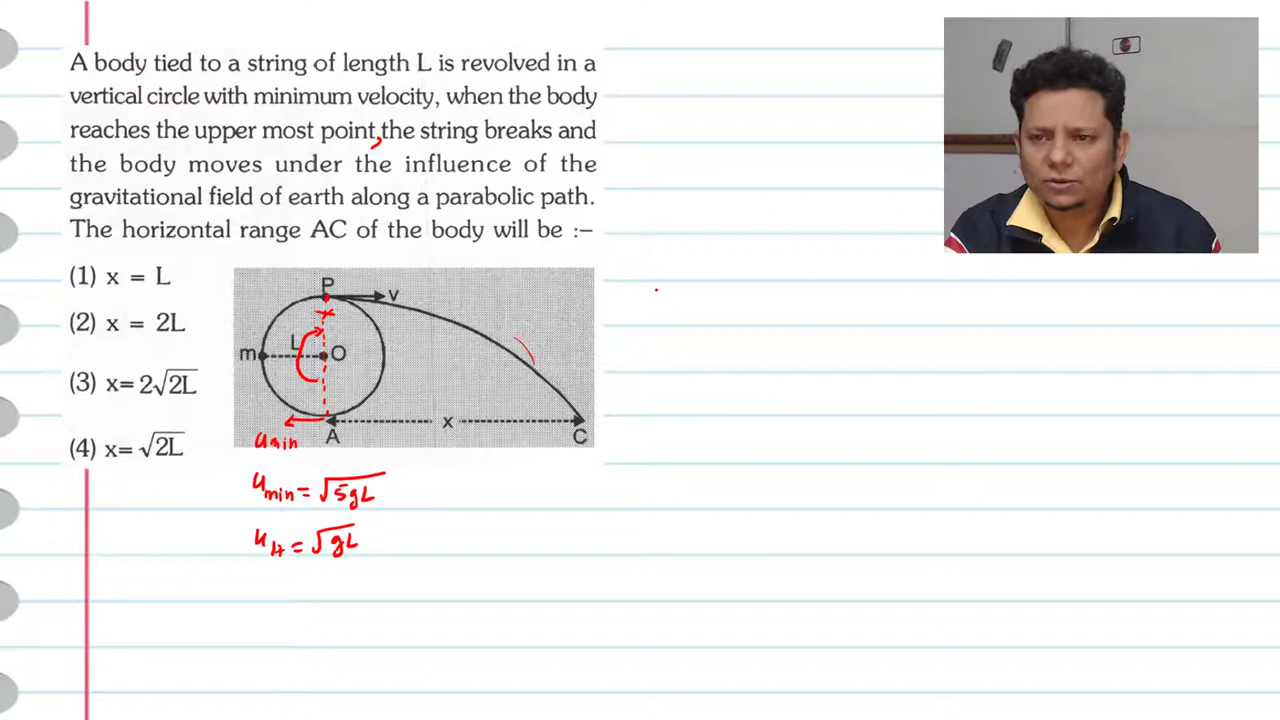 A body tied to a string of length L is revolved in a
vertical circle with minimum velocity, when the body
reaches the upper most point, the string breaks and
the body moves under the influence of the
gravitational field of earth along a parabolic path.
The horizontal range AC of the body will be :–
(1) x = L
(2) x = 2L
(3) x= 2√2L
(4) x= √2L
P
v
m
L
O
x
A
C
umin
umin = √5gL
uH = √gL